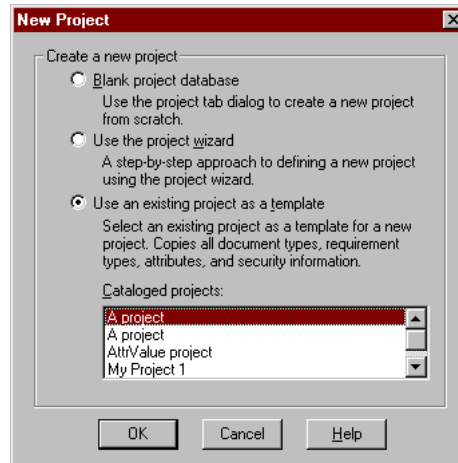 New Project
Create a new project
Blank project database
Use the project tab dialog to create a new project
from scratch.
Use the project wizard
A step-by-step approach to defining a new project
using the project wizard.
Use an existing project as a template
Select an existing project as a template for a new
project. Copies all document types, requirement
types, attributes, and security information.
Cataloged projects:
A project
A project
AttrValue project
My Project 1
OK Cancel Help